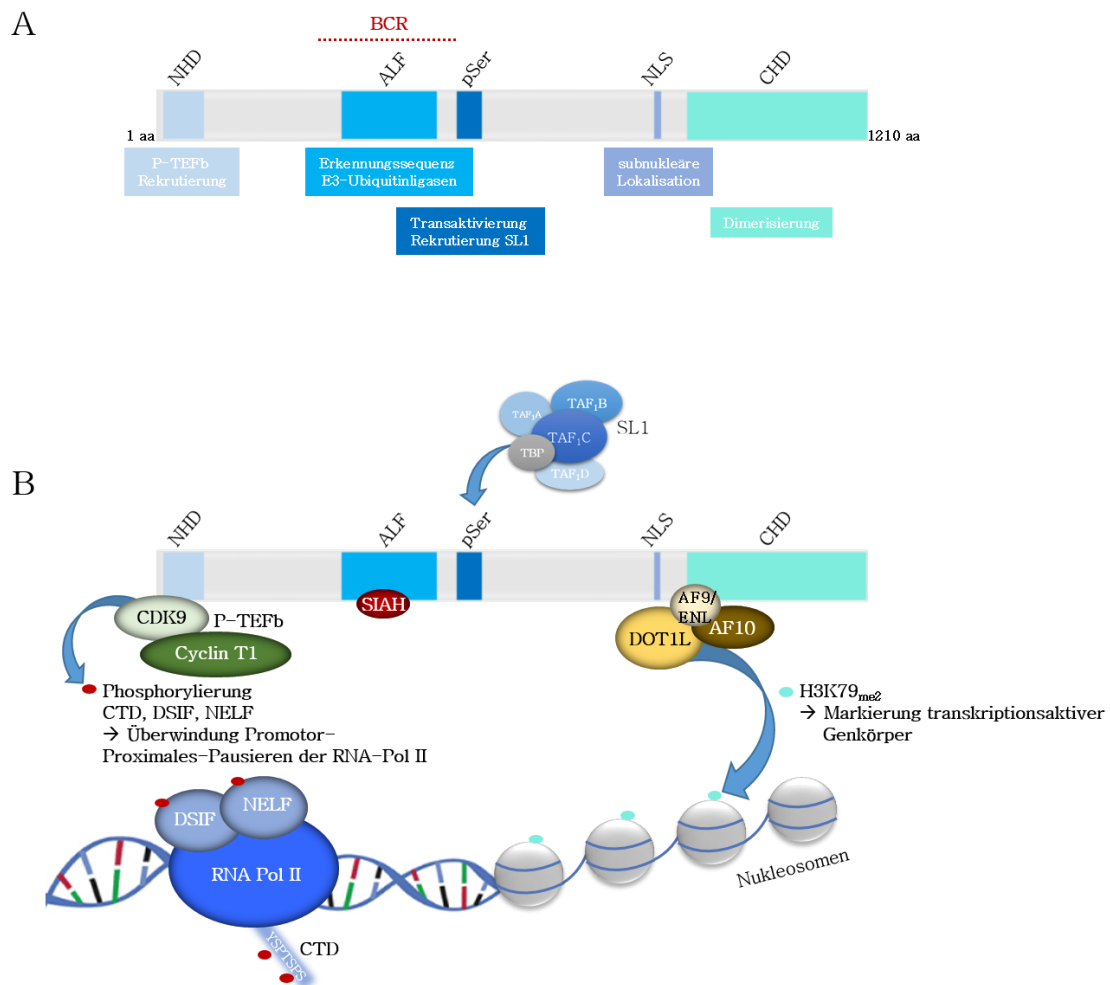 A
BCR
NHD
ALF
pSer
NLS
CHD
1 aa
1210 aa
P-TEFb
Rekrutierung
Erkennungssequenz
E3-Ubiquitinligasen
subnukleäre
Lokalisation
Transaktivierung
Rekrutierung SL1
Dimerisierung
TAF₁A
TAF₁B
TAF₁C
TBP
TAF₁D
SL1
B
NHD
ALF
pSer
NLS
CHD
CDK9
P-TEFb
Cyclin T1
SIAH
AF9/
ENL
DOT1L
AF10
Phosphorylierung
CTD, DSIF, NELF
→ Überwindung Promotor-
Proximales-Pausieren der RNA-Pol II
H3K79me2
→ Markierung transkriptionsaktiver
Genkörper
DSIF
NELF
RNA Pol II
Nukleosomen
YSPTSPS
CTD